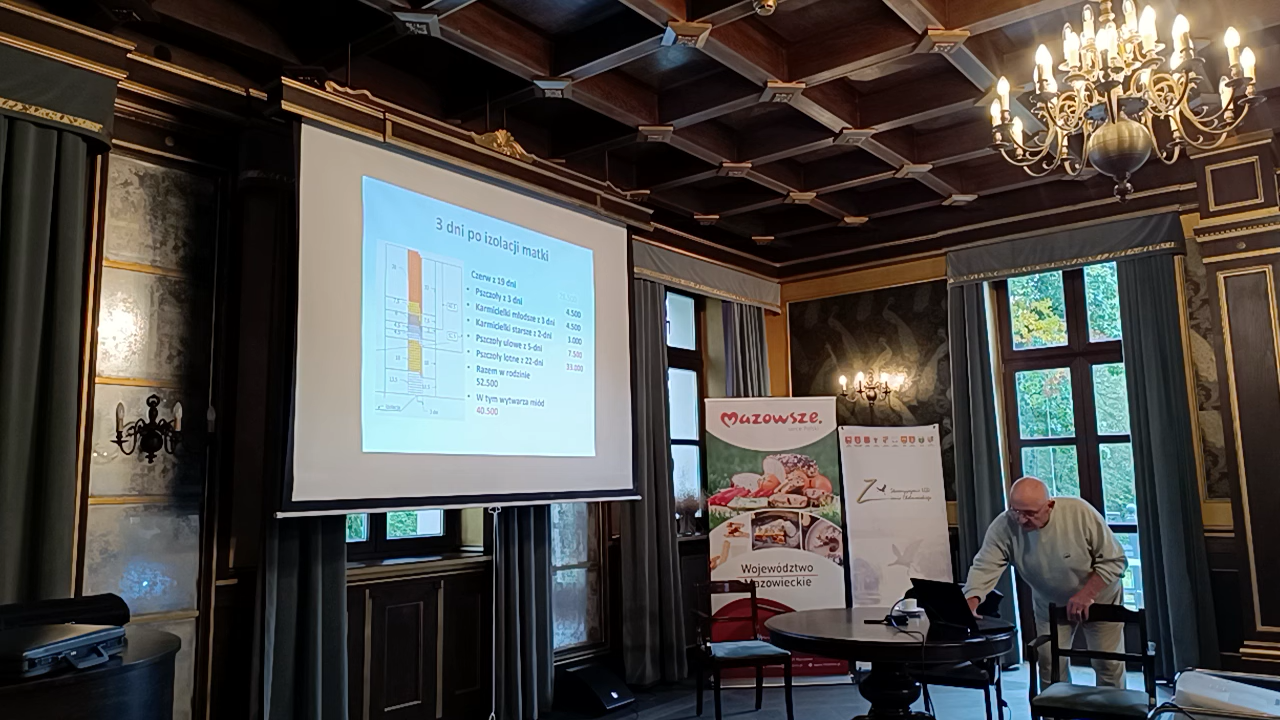 3 dni po izolacji matki
Czerw z 19 dni
Pszczoły z 3 dni 4.500
Karmicielki młodsze z 3 dni 4.500
Karmicielki starsze z 2-dni 3.000
Pszczoły ulowe z 5-dni 7.500
Pszczoły lotne z 22-dni 33.000
Razem w rodzinie
52.500
W tym wytwarza miód
40.500
mazowsze.
serce Polski
Województwo
Mazowieckie